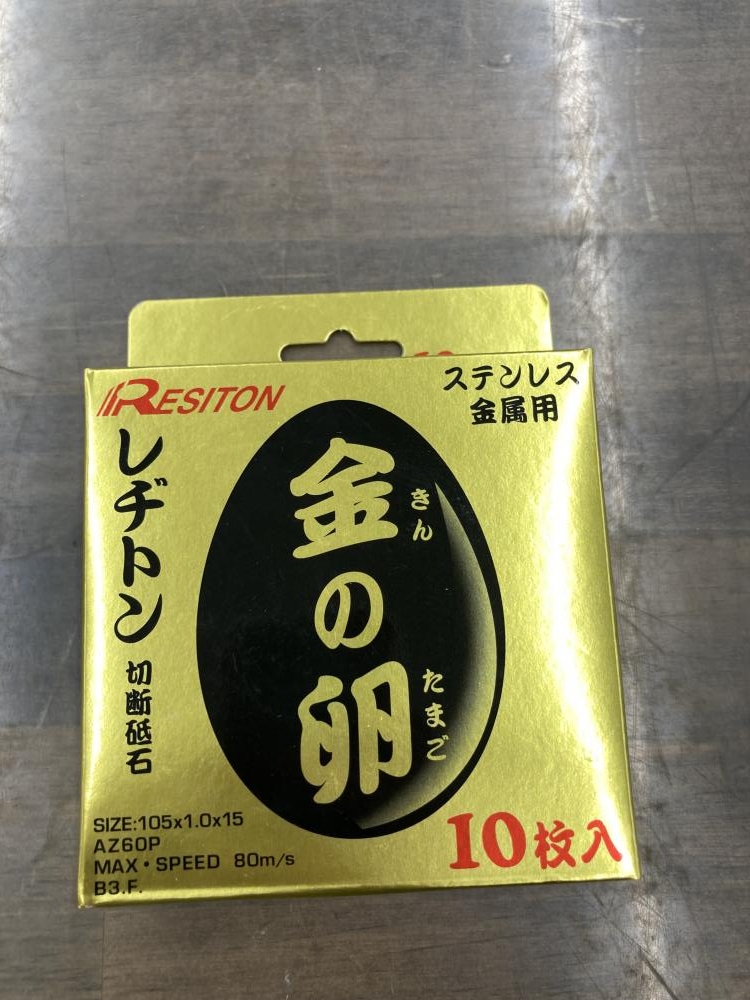 RESITON
ステンレス
金属用
レヂトン 切断砥石
金の卵
きん
たまご
SIZE:105x1.0x15
AZ60P
MAX・SPEED 80m/s
B3.F.
10枚入